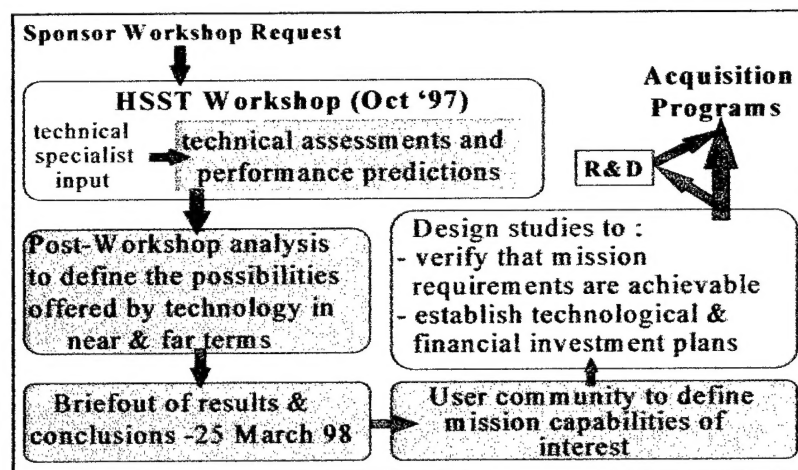 Sponsor Workshop Request
HSST Workshop (Oct ‘97)
technical
specialist
input
technical assessments and
performance predictions
Post-Workshop analysis
to define the possibilities
offered by technology in
near & far terms
Briefout of results &
conclusions -25 March 98
User community to define
mission capabilities of
interest
Design studies to :
- verify that mission
requirements are achievable
- establish technological &
financial investment plans
R&D
Acquisition
Programs